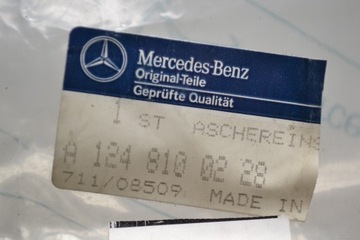 Mercedes-Benz
Original-Teile
Geprüfte Qualität
1 ST ASCHEREINS
A 124 810 02 28
711/08509 MADE IN